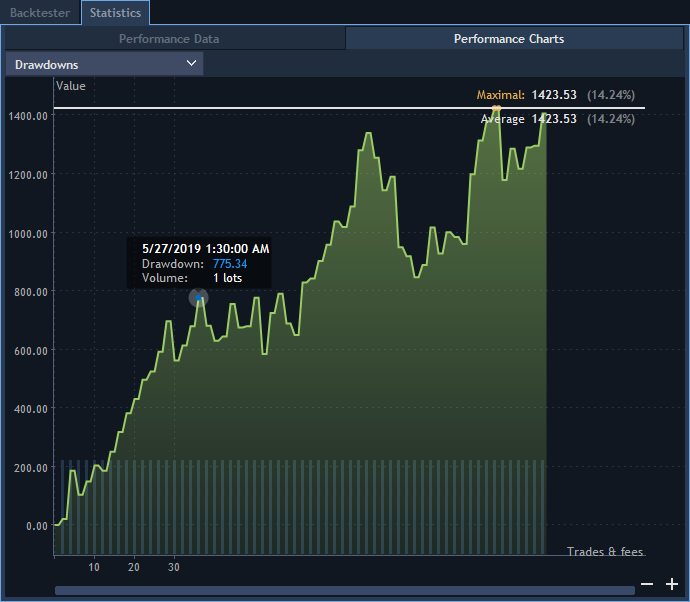 Backtester Statistics
Performance Data Performance Charts
Drawdowns
Value
Maximal: 1423.53 (14.24%)
1400.00
Average 1423.53 (14.24%)
1200.00
1000.00
5/27/2019 1:30:00 AM
Drawdown: 775.34
Volume: 1 lots
800.00
600.00
400.00
200.00
0.00
Trades & fees
10 20 30